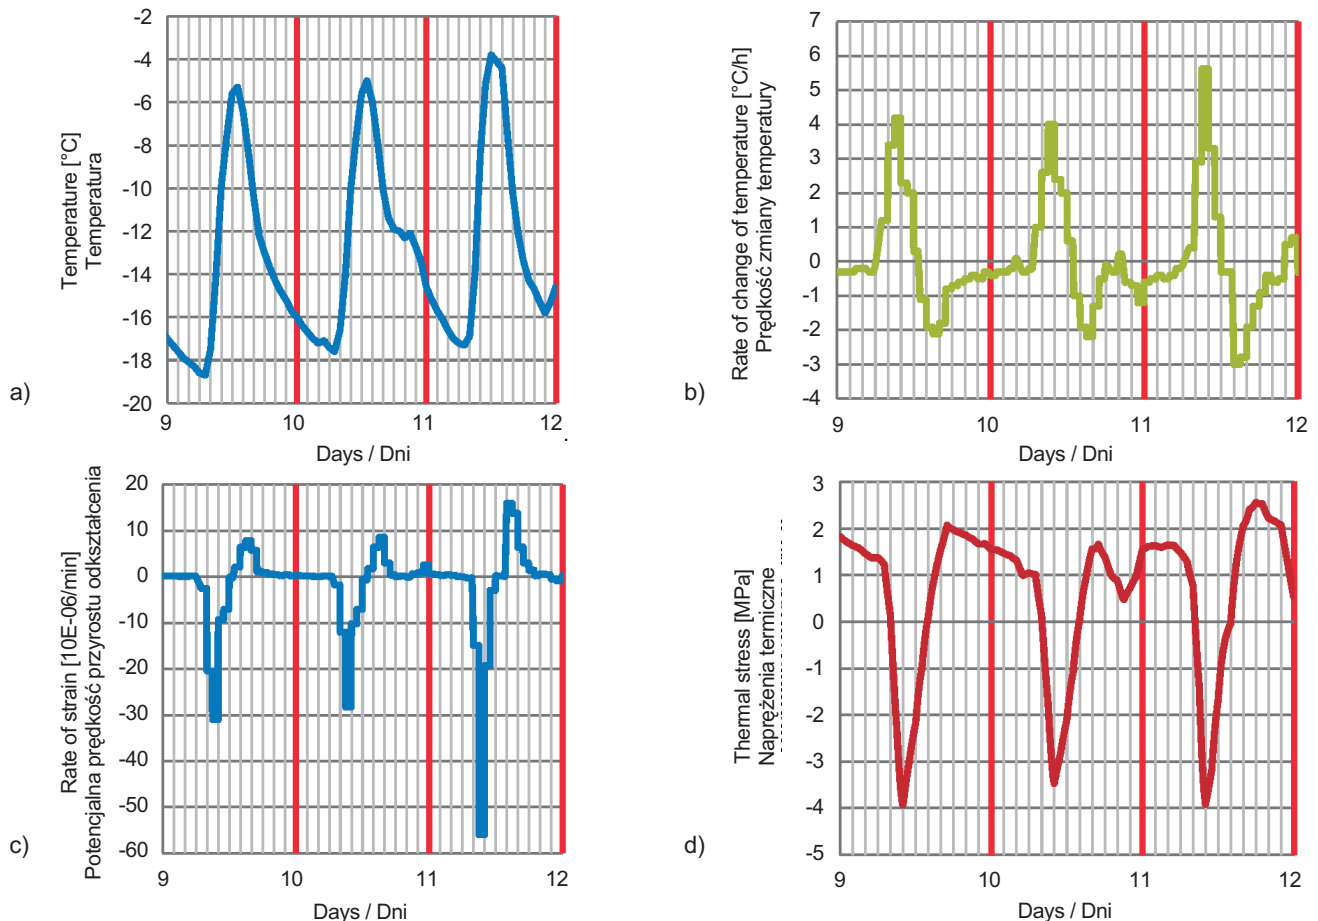 a)
Temperature [°C]
Temperatura
-2
-4
-6
-8
-10
-12
-14
-16
-18
-20
9 10 11 12
Days / Dni
b)
Rate of change of temperature [°C/h]
Prędkość zmiany temperatury
7
6
5
4
3
2
1
0
-1
-2
-3
-4
9 10 11 12
Days / Dni
c)
Rate of strain [10E-06/min]
Potencjalna prędkość przyrostu odkształcenia
20
10
0
-10
-20
-30
-40
-50
-60
9 10 11 12
Days / Dni
d)
Thermal stress [MPa]
Naprężenia termiczne
3
2
1
0
-1
-2
-3
-4
-5
9 10 11 12
Days / Dni